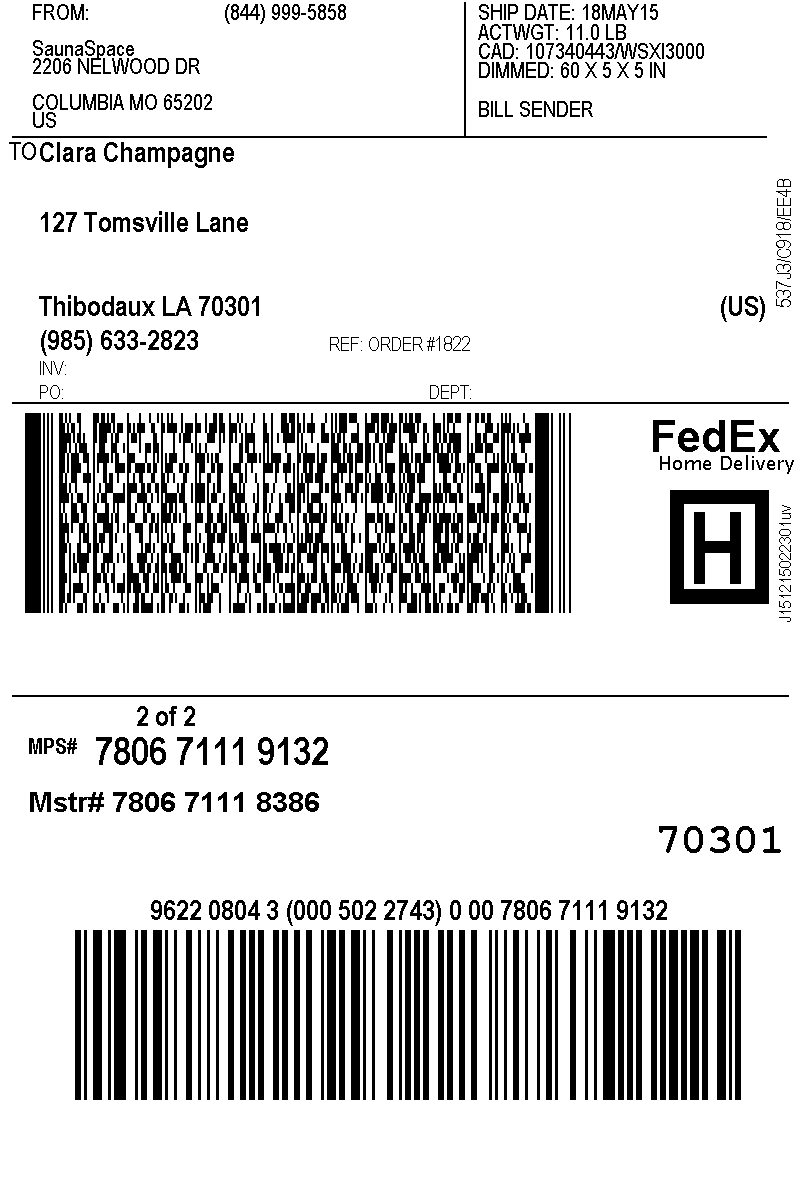 FROM: (844) 999-5858
SaunaSpace
2206 NELWOOD DR
COLUMBIA MO 65202
US
SHIP DATE: 18MAY15
ACTWGT: 11.0 LB
CAD: 107340443/WSXI3000
DIMMED: 60 X 5 X 5 IN
BILL SENDER
TO Clara Champagne
127 Tomsville Lane
Thibodaux LA 70301 (US)
(985) 633-2823 REF: ORDER #1822
INV:
PO: DEPT:
537J3/C918/EE4B
FedEx
Home Delivery
H
J151215022301uv
2 of 2
MPS# 7806 7111 9132
Mstr# 7806 7111 8386
70301
9622 0804 3 (000 502 2743) 0 00 7806 7111 9132